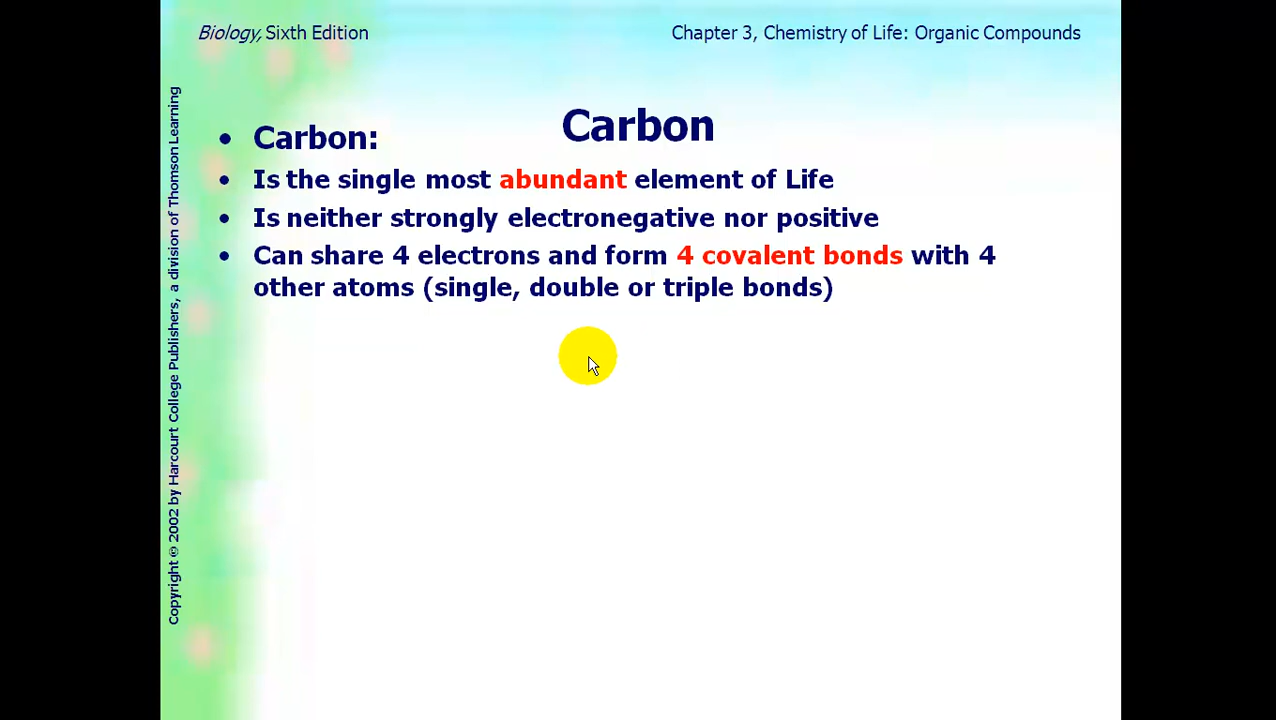 Biology, Sixth Edition
Chapter 3, Chemistry of Life: Organic Compounds
Carbon
• Carbon:
• Is the single most abundant element of Life
• Is neither strongly electronegative nor positive
• Can share 4 electrons and form 4 covalent bonds with 4
other atoms (single, double or triple bonds)
Copyright © 2002 by Harcourt College Publishers, a division of Thomson Learning